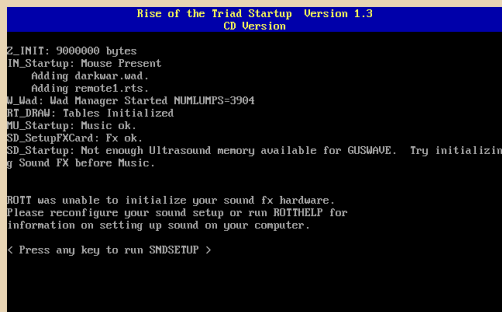 Rise of the Triad Startup Version 1.3
CD Version
Z_INIT: 9000000 bytes
IN_Startup: Mouse Present
Adding darkwar.wad.
Adding remote1.rts.
W_Wad: Wad Manager Started NUMLUMPS=3904
RT_DRAW: Tables Initialized
MU_Startup: Music ok.
SD_SetupFXCard: Fx ok.
SD_Startup: Not enough Ultrasound memory available for GUSWAVE. Try initializin
g Sound FX before Music.
ROTT was unable to initialize your sound fx hardware.
Please reconfigure your sound setup or run ROTTHELP for
information on setting up sound on your computer.
< Press any key to run SNDSETUP >